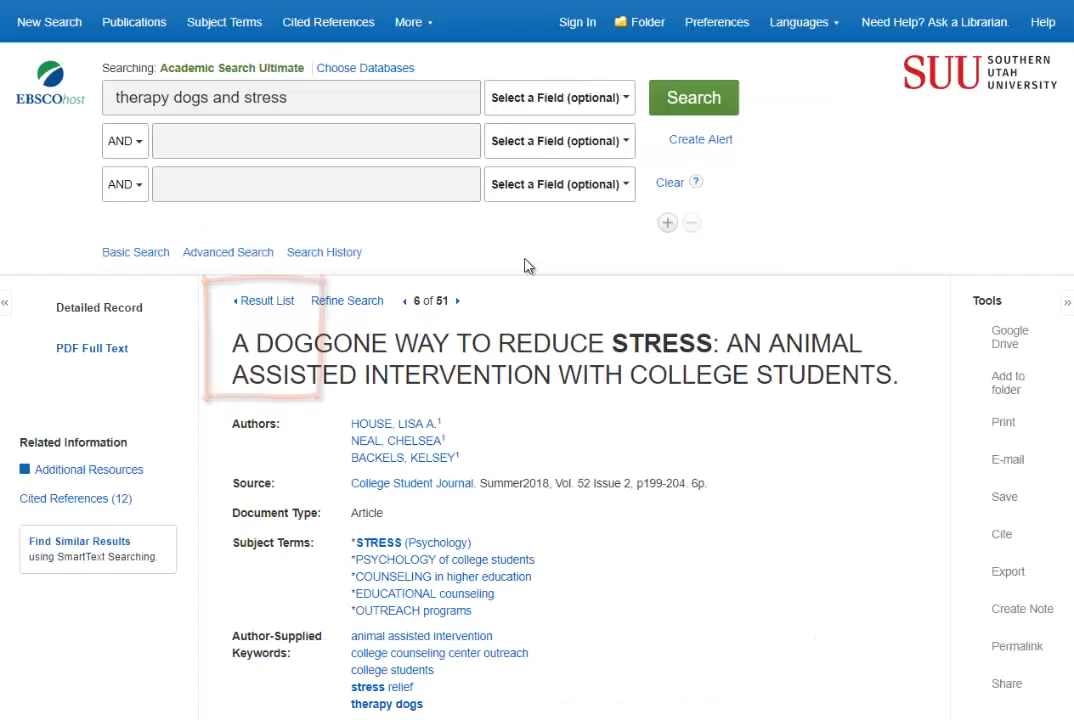 New Search Publications Subject Terms Cited References More Sign In Folder Preferences Languages Need Help? Ask a Librarian. Help
Searching: Academic Search Ultimate Choose Databases
EBSCOhost
therapy dogs and stress Select a Field (optional) Search
SUU SOUTHERN
UTAH
UNIVERSITY
AND Select a Field (optional) Create Alert
AND Select a Field (optional) Clear ?
Basic Search Advanced Search Search History
Detailed Record
PDF Full Text
Related Information
Additional Resources
Cited References (12)
Find Similar Results
using SmartText Searching.
Result List Refine Search 6 of 51
A DOGGONE WAY TO REDUCE STRESS: AN ANIMAL
ASSISTED INTERVENTION WITH COLLEGE STUDENTS.
Authors: HOUSE, LISA A.¹
NEAL, CHELSEA¹
BACKELS, KELSEY¹
Source: College Student Journal. Summer2018, Vol. 52 Issue 2, p199-204. 6p.
Document Type: Article
Subject Terms: *STRESS (Psychology)
*PSYCHOLOGY of college students
*COUNSELING in higher education
*EDUCATIONAL counseling
*OUTREACH programs
Author-Supplied animal assisted intervention
Keywords: college counseling center outreach
college students
stress relief
therapy dogs
Tools
Google
Drive
Add to
folder
Print
E-mail
Save
Cite
Export
Create Note
Permalink
Share